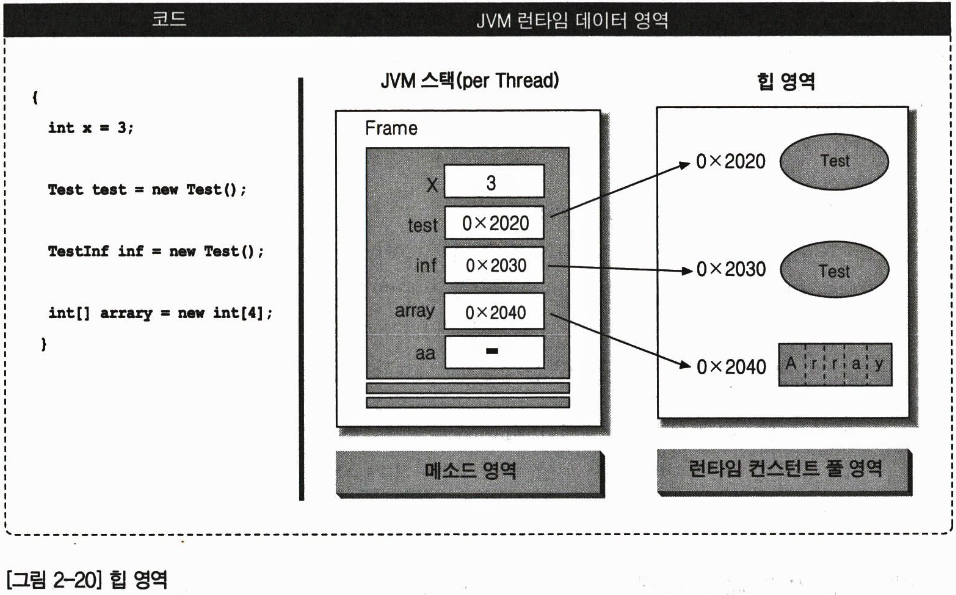 코드
JVM 런타임 데이터 영역
{
int x = 3;
Test test = new Test();
TestInf inf = new Test();
int[] arrary = new int[4];
}
JVM 스택(per Thread)
Frame
X 3
test 0×2020
inf 0×2030
array 0×2040
aa -
메소드 영역
힙 영역
0×2020 Test
0×2030 Test
0×2040 A r r a y
런타임 컨스턴트 풀 영역
[그림 2-20] 힙 영역